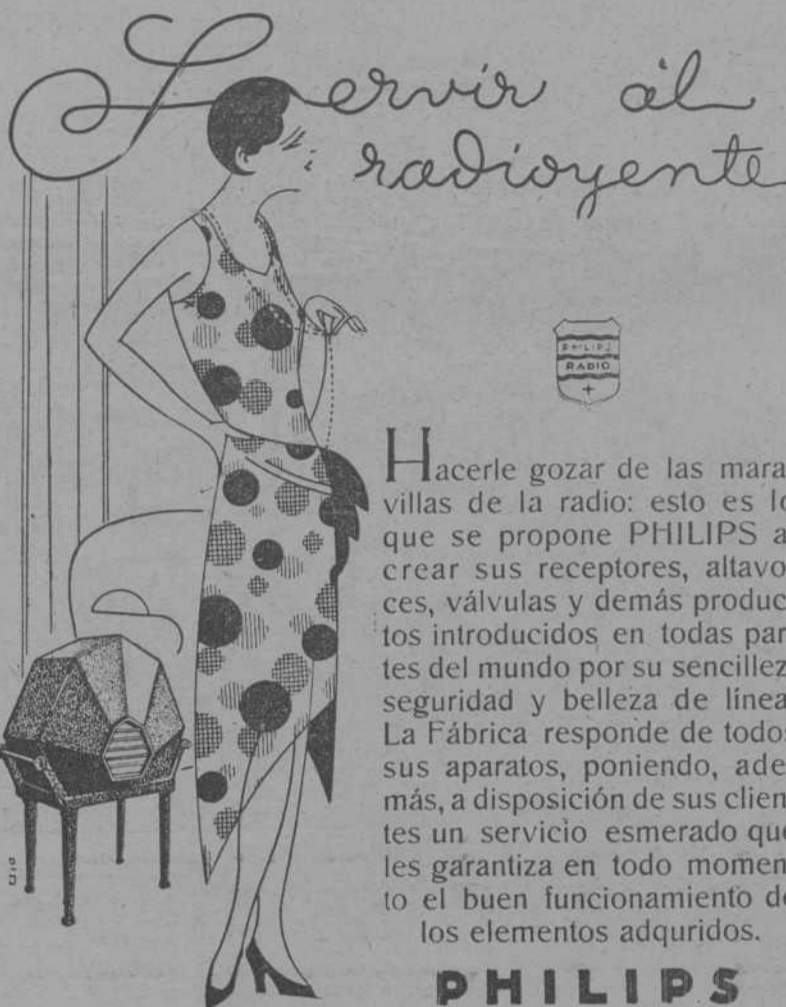 Servir al
radioyente
PHILIPS
RADIO
Hacerle gozar de las mara
villas de la radio: esto es lo
que se propone PHILIPS a
crear sus receptores, altavo
ces, válvulas y demás produc
tos introducidos en todas par
tes del mundo por su sencillez
seguridad y belleza de línea
La Fábrica responde de todos
sus aparatos, poniendo, ade
más, a disposición de sus clien
tes un servicio esmerado que
les garantiza en todo momen
to el buen funcionamiento de
los elementos adquridos.
PHILIPS